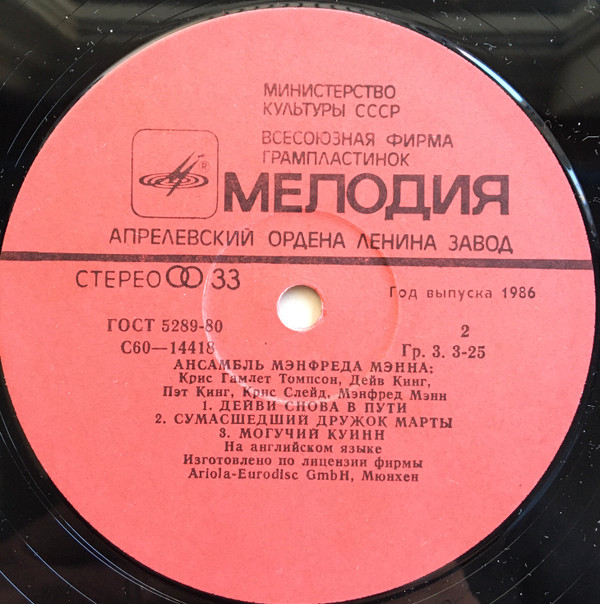 МИНИСТЕРСТВО
КУЛЬТУРЫ СССР
ВСЕСОЮЗНАЯ ФИРМА
ГРАМПЛАСТИНОК
МЕЛОДИЯ
АПРЕЛЕВСКИЙ ОРДЕНА ЛЕНИНА ЗАВОД
СТЕРЕО 33
Год выпуска 1986
ГОСТ 5289-80
2
С60—14418
Гр. 3. 3-25
АНСАМБЛЬ МЭНФРЕДА МЭННА:
Крис Гамлет Томпсон, Дейв Кинг,
Пэт Кинг, Крис Слейд, Мэнфред Мэнн
1. ДЕЙВИ СНОВА В ПУТИ
2. СУМАСШЕДШИЙ ДРУЖОК МАРТЫ
3. МОГУЧИЙ КУИНН
На английском языке
Изготовлено по лицензии фирмы
Ariola-Eurodisc GmbH, Мюнхен